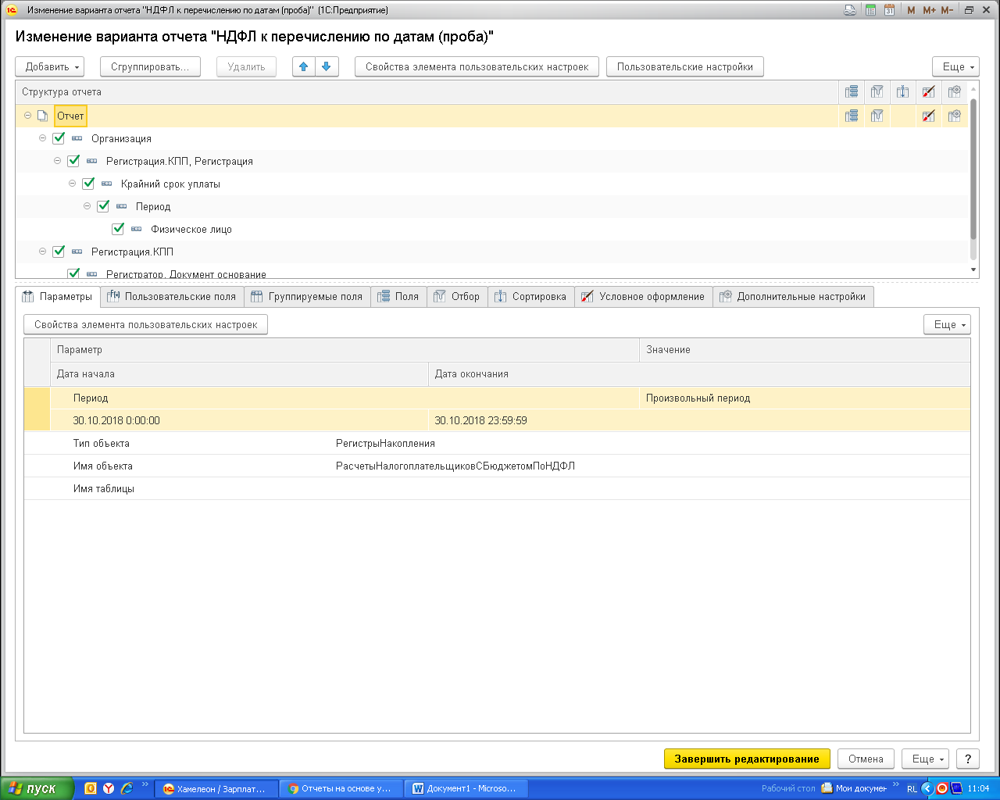 Изменение варианта отчета "НДФЛ к перечислению по датам (проба)" (1С:Предприятие)
M M+ M-
Изменение варианта отчета "НДФЛ к перечислению по датам (проба)"
Добавить Сгруппировать... Удалить Свойства элемента пользовательских настроек Пользовательские настройки Еще
Структура отчета
Отчет
Организация
Регистрация.КПП, Регистрация
Крайний срок уплаты
Период
Физическое лицо
Регистрация.КПП
Регистратор, Документ основание
Параметры Пользовательские поля Группируемые поля Поля Отбор Сортировка Условное оформление Дополнительные настройки
Свойства элемента пользовательских настроек Еще
Параметр Значение
Дата начала Дата окончания
Период Произвольный период
30.10.2018 0:00:00 30.10.2018 23:59:59
Тип объекта РегистрыНакопления
Имя объекта РасчетыНалогоплательщиковСБюджетомПоНДФЛ
Имя таблицы
Завершить редактирование Отмена Еще ?
пуск Хамелеон / Зарплат... Отчеты на основе у... Документ1 - Microso... Рабочий стол Мои докумен RL 11:04